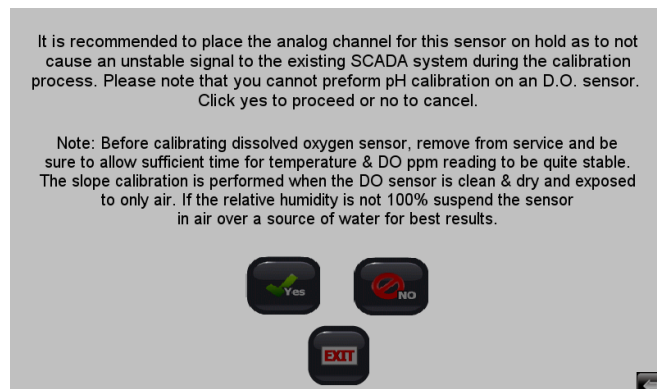 It is recommended to place the analog channel for this sensor on hold as to not
cause an unstable signal to the existing SCADA system during the calibration
process. Please note that you cannot preform pH calibration on an D.O. sensor.
Click yes to proceed or no to cancel.
Note: Before calibrating dissolved oxygen sensor, remove from service and be
sure to allow sufficient time for temperature & DO ppm reading to be quite stable.
The slope calibration is performed when the DO sensor is clean & dry and exposed
to only air. If the relative humidity is not 100% suspend the sensor
in air over a source of water for best results.
Yes
NO
EXIT